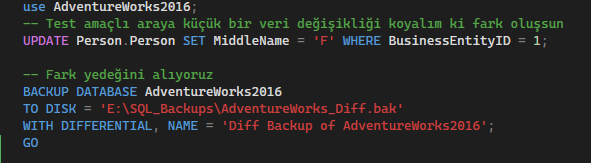 use AdventureWorks2016;
-- Test amaçlı araya küçük bir veri değişikliği koyalım ki fark oluşsun
UPDATE Person.Person SET MiddleName = 'F' WHERE BusinessEntityID = 1;
-- Fark yedeğini alıyoruz
BACKUP DATABASE AdventureWorks2016
TO DISK = 'E:\SQL_Backups\AdventureWorks_Diff.bak'
WITH DIFFERENTIAL, NAME = 'Diff Backup of AdventureWorks2016';
GO